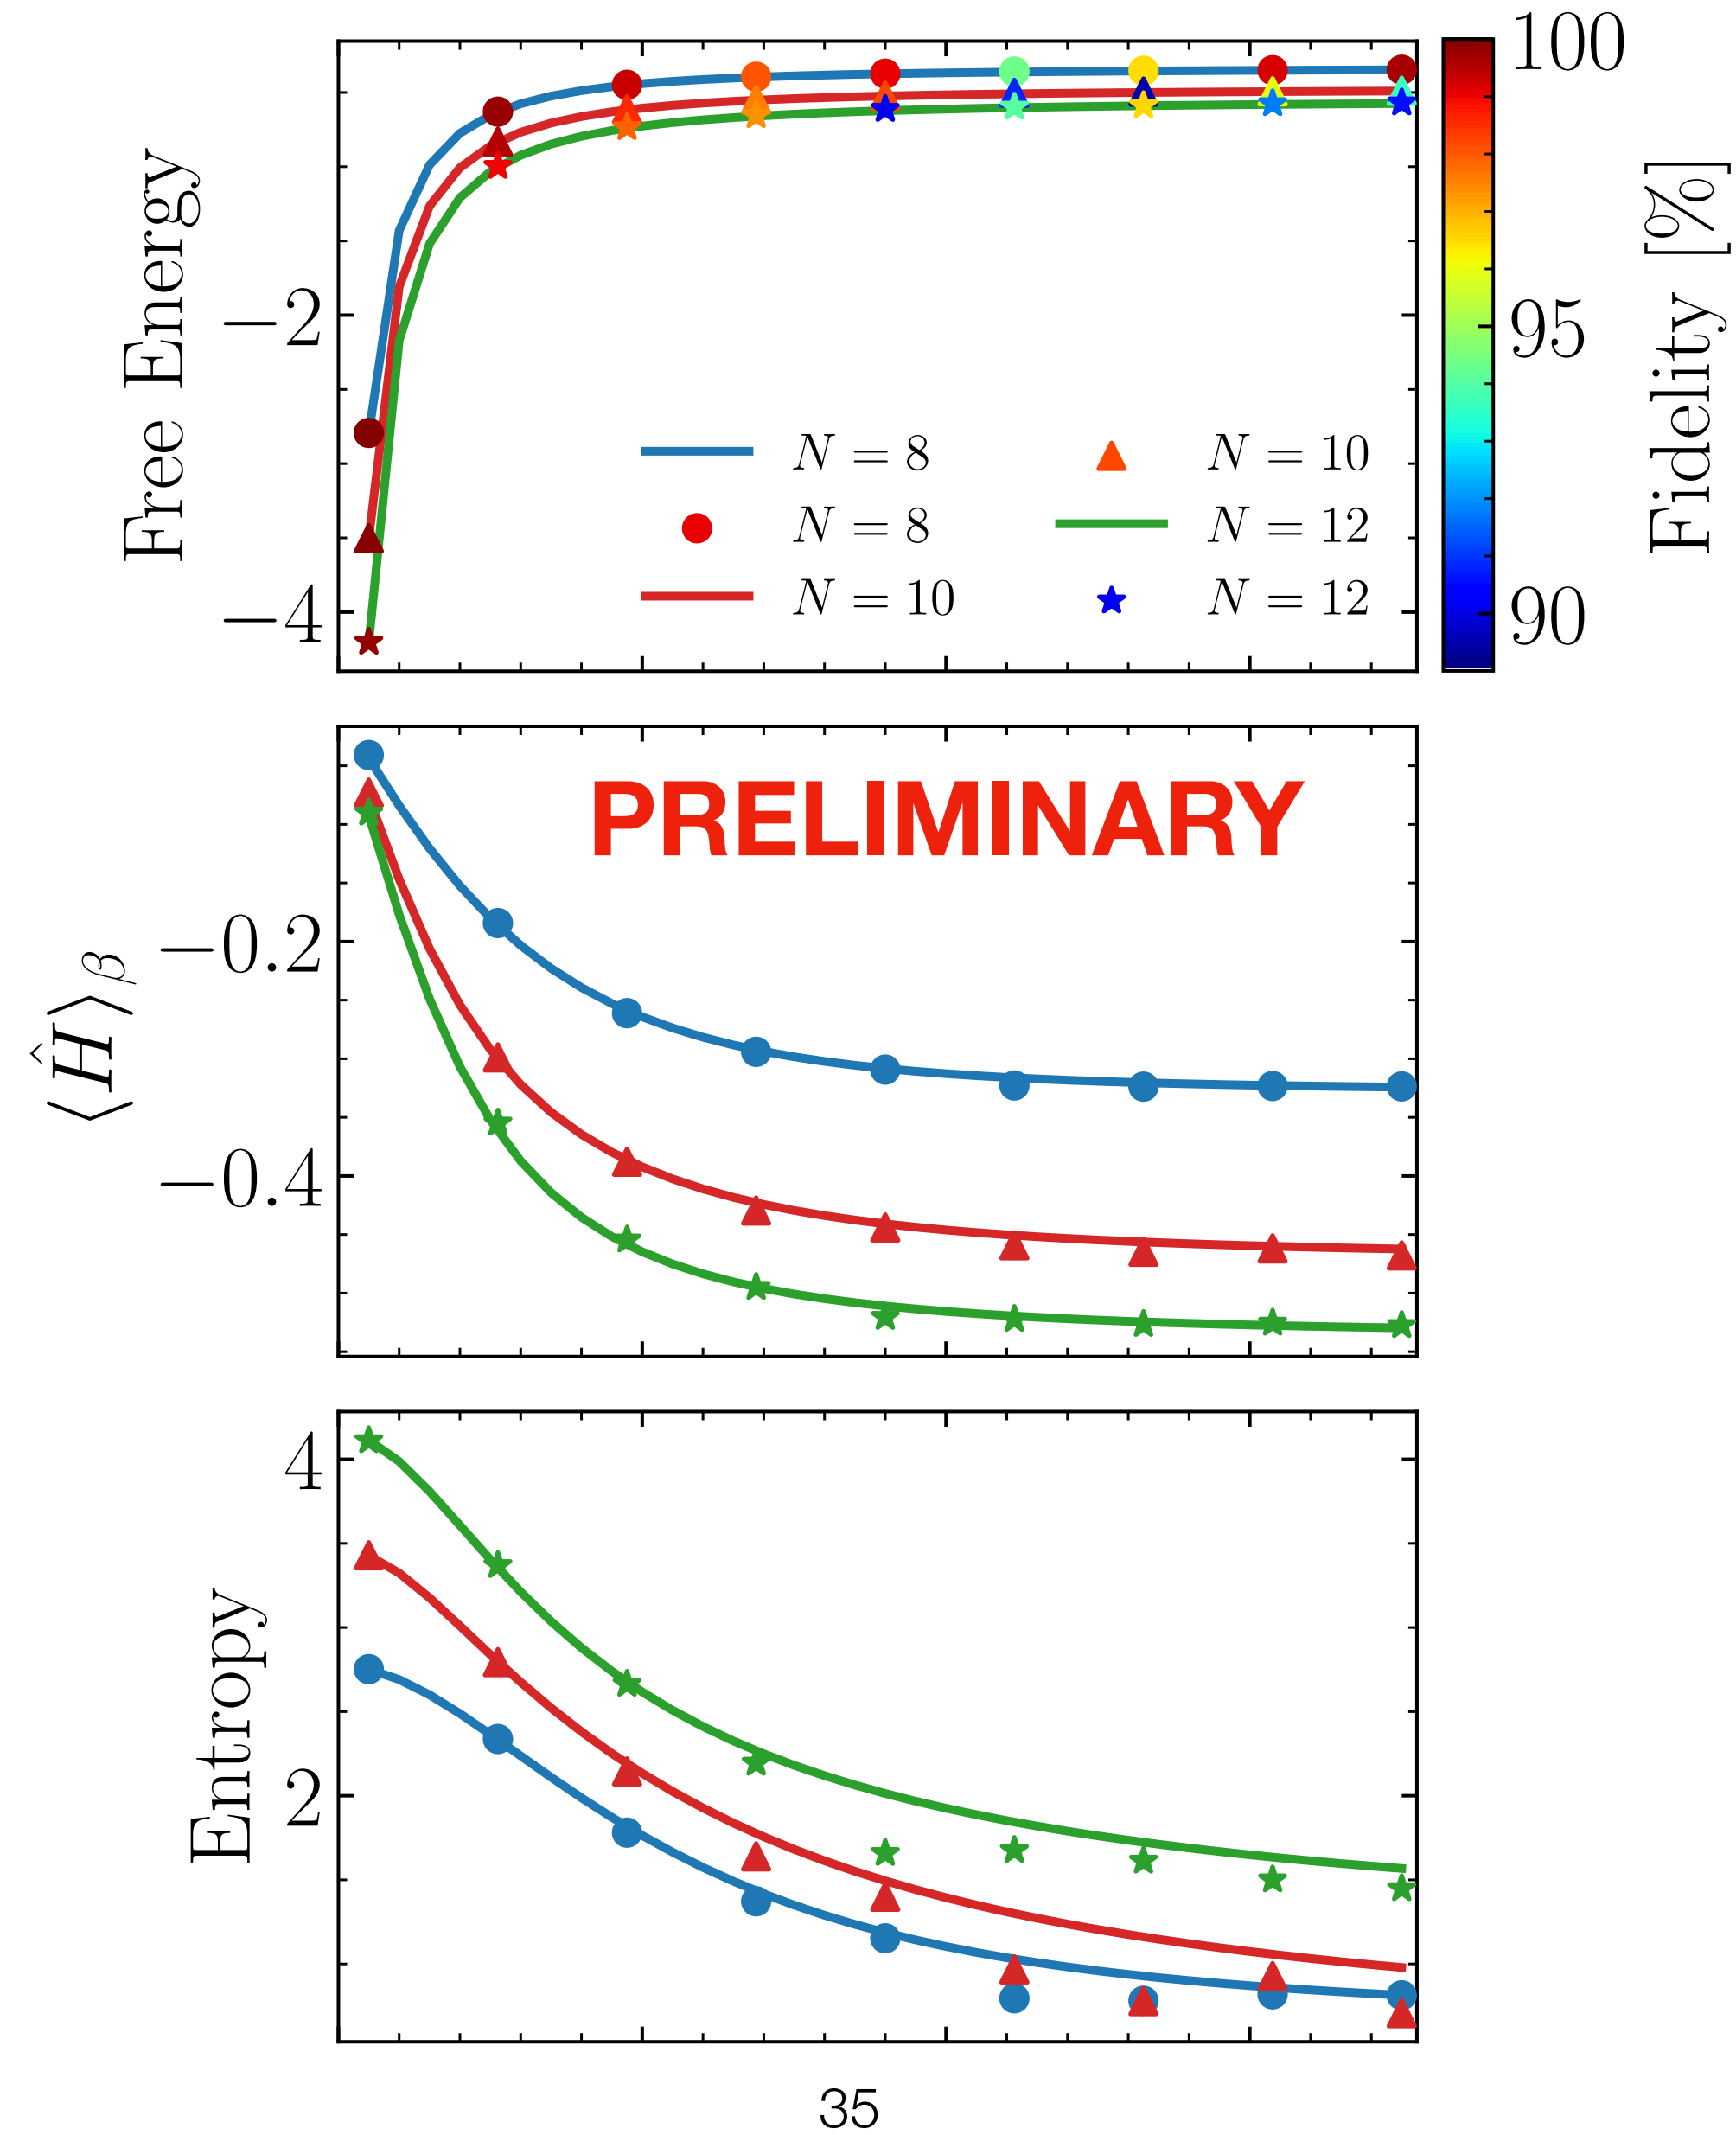 Free Energy
−2
−4
N = 8
N = 8
N = 10
N = 10
N = 12
N = 12
100
95
90
Fidelity [%]
⟨Ĥ⟩β
−0.2
−0.4
PRELIMINARY
Entropy
4
2
35